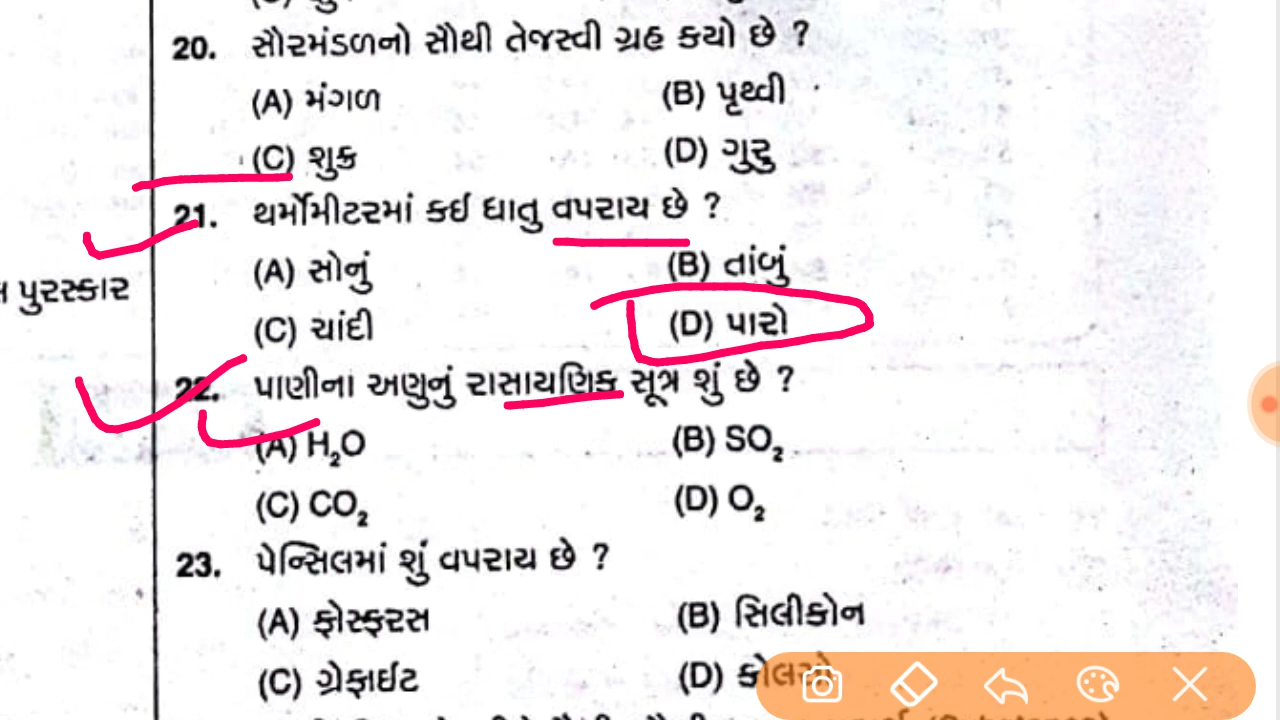 20. સૌરમંડળનો સૌથી તેજસ્વી ગ્રહ કયો છે ?
(A) મંગળ (B) પૃથ્વી
(C) શુક્ર (D) ગુરુ
21. થર્મોમીટરમાં કઈ ધાતુ વપરાય છે ?
(A) સોનું (B) તાંબું
પુરસ્કાર
(C) ચાંદી (D) પારો
22. પાણીના અણુનું રાસાયણિક સૂત્ર શું છે ?
(A) H₂O (B) SO₂
(C) CO₂ (D) O₂
23. પેન્સિલમાં શું વપરાય છે ?
(A) ફોસ્ફરસ (B) સિલીકોન
(C) ગ્રેફાઈટ (D) કોલસો